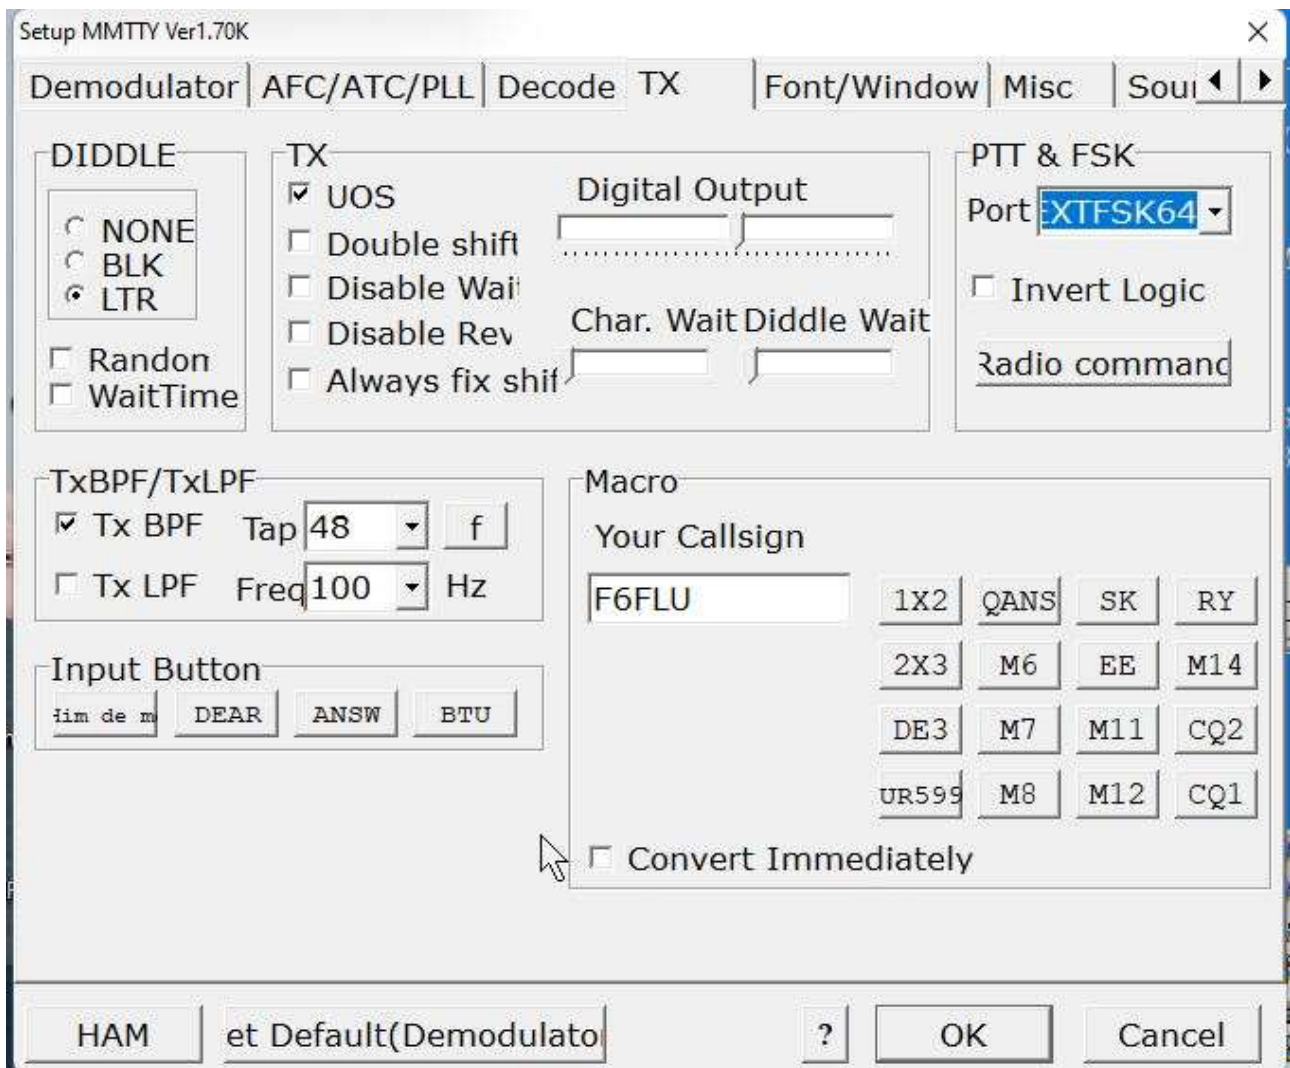 Setup MMTTY Ver1.70K
Demodulator AFC/ATC/PLL Decode TX Font/Window Misc Sou
DIDDLE
NONE
BLK
LTR
Randon
WaitTime
TX
UOS
Double shift
Disable Wai
Disable Rev
Always fix shif
Digital Output
Char. Wait Diddle Wait
PTT & FSK
Port EXTFSK64
Invert Logic
Radio command
TxBPF/TxLPF
Tx BPF Tap 48 f
Tx LPF Freq 100 Hz
Input Button
Him de m DEAR ANSW BTU
Macro
Your Callsign
F6FLU
1X2 QANS SK RY
2X3 M6 EE M14
DE3 M7 M11 CQ2
UR599 M8 M12 CQ1
Convert Immediately
HAM et Default(Demodulato ? OK Cancel